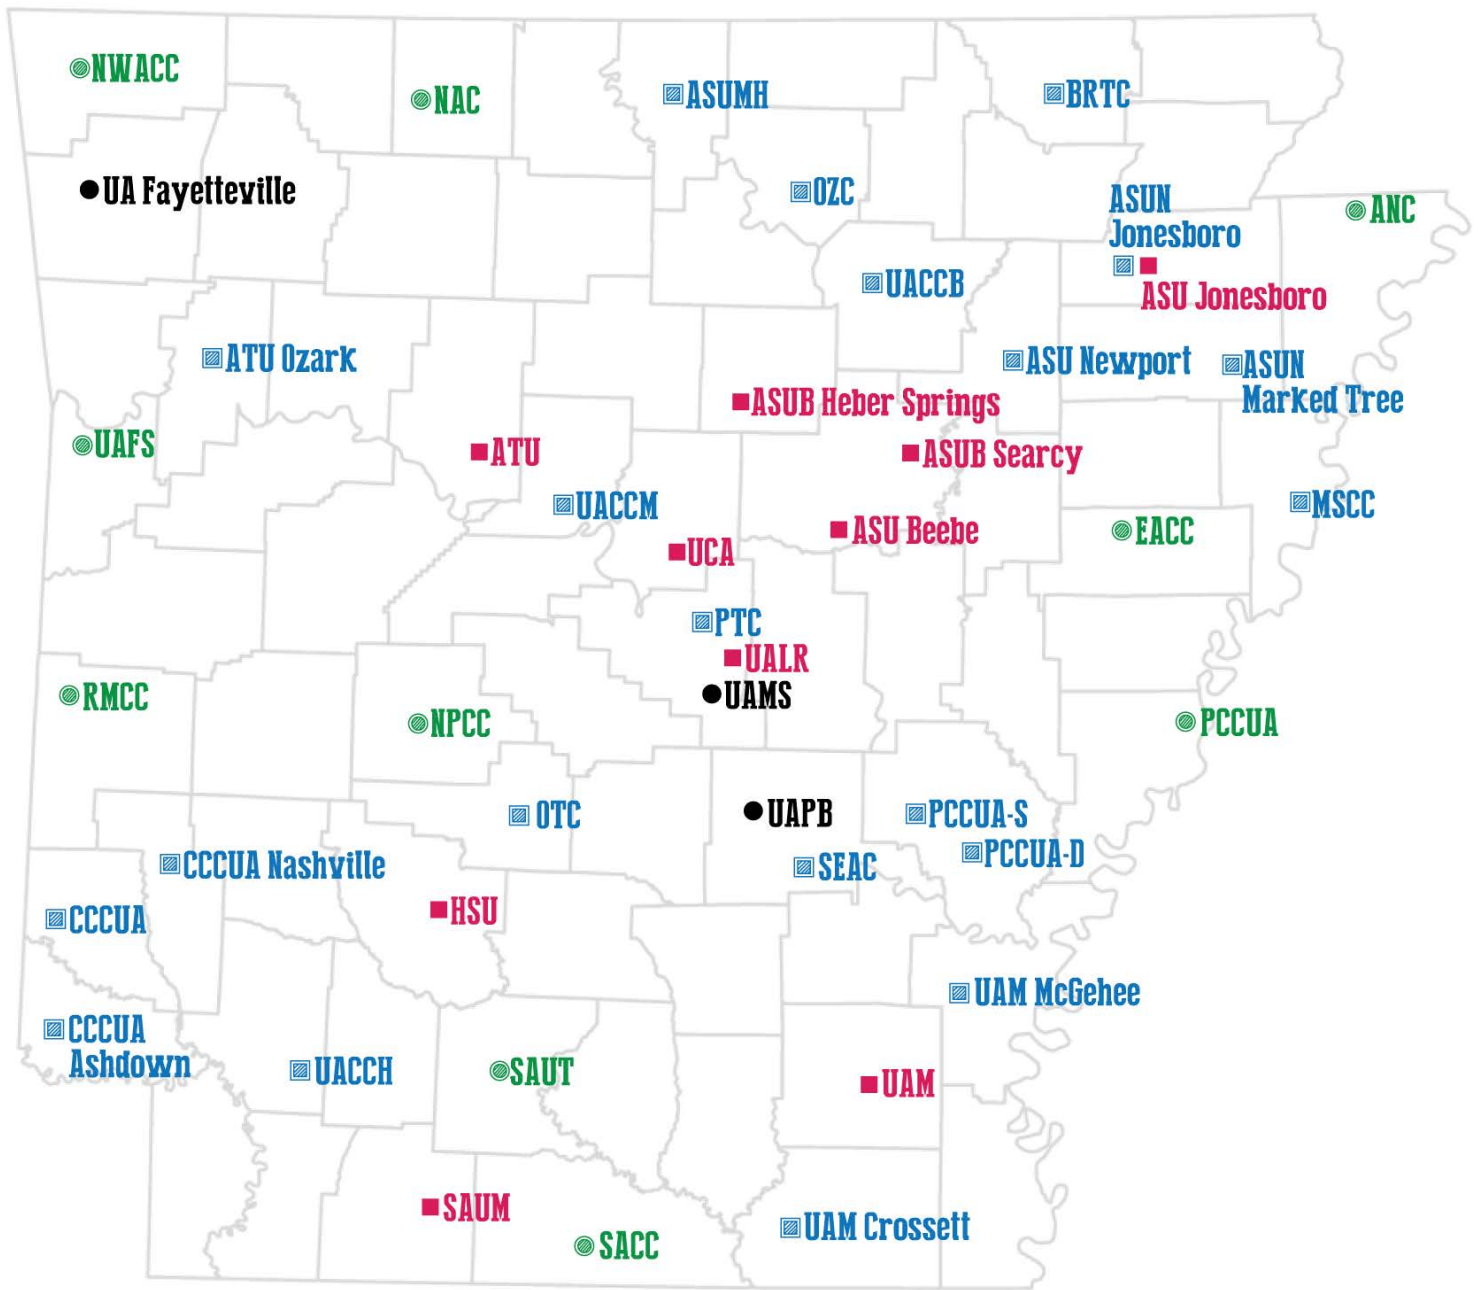 NWACC
NAC
ASUMH
BRTC
UA Fayetteville
OZC
ASUN
Jonesboro
ANC
UACCB
ASU Jonesboro
ATU Ozark
ASU Newport
ASUN
Marked Tree
ASUB Heber Springs
UAFS
ATU
ASUB Searcy
UACCM
MSCC
ASU Beebe
EACC
UCA
PTC
UALR
RMCC
UAMS
NPCC
PCCUA
OTC
UAPB
PCCUA-S
PCCUA-D
CCCUA Nashville
SEAC
CCCUA
HSU
UAM McGehee
CCCUA
Ashdown
UACCH
SAUT
UAM
SAUM
UAM Crossett
SACC